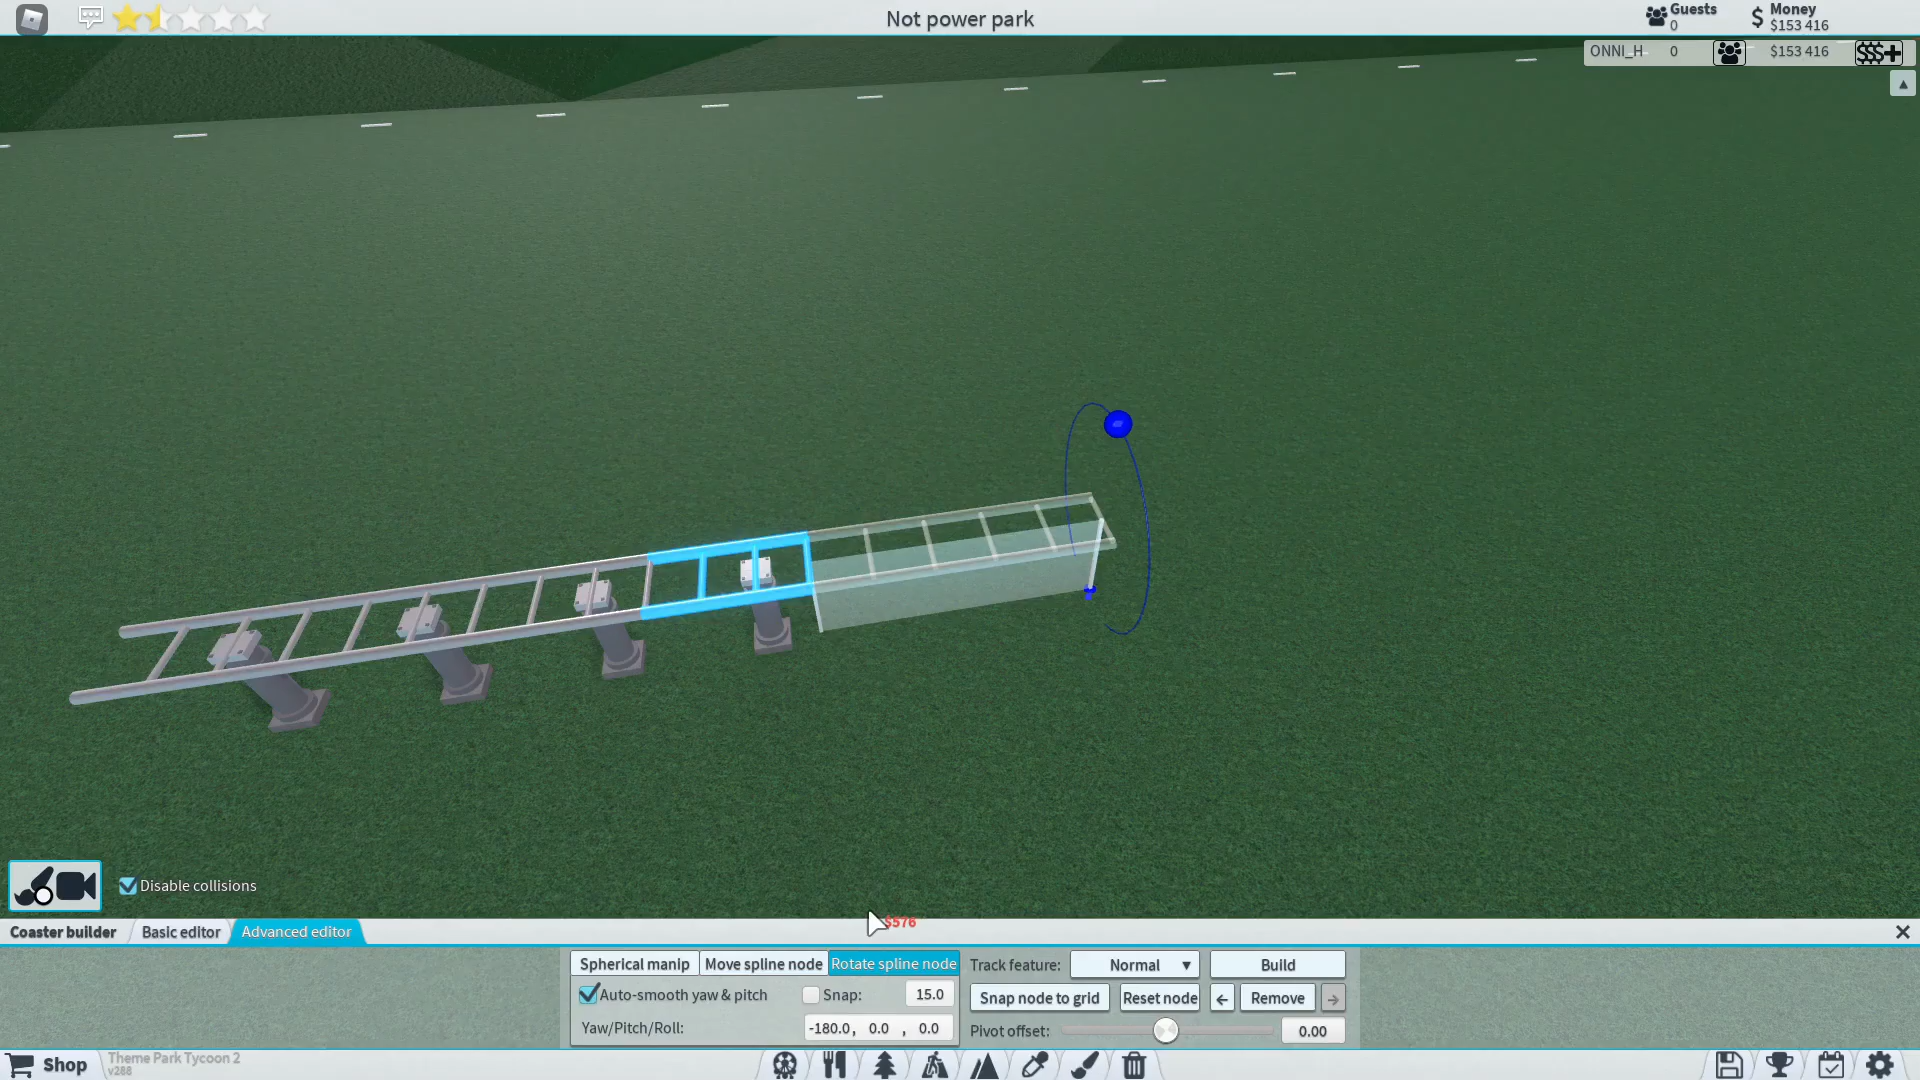 Not power park
Guests
0
Money
$153 416
ONNI_H 0 $153 416 $$$+
Disable collisions
$576
Coaster builder Basic editor Advanced editor
Spherical manip Move spline node Rotate spline node
Track feature: Normal Build
Auto-smooth yaw & pitch Snap: 15.0
Snap node to grid Reset node Remove
Yaw/Pitch/Roll: -180.0, 0.0 , 0.0
Pivot offset: 0.00
Shop
Theme Park Tycoon 2
v288